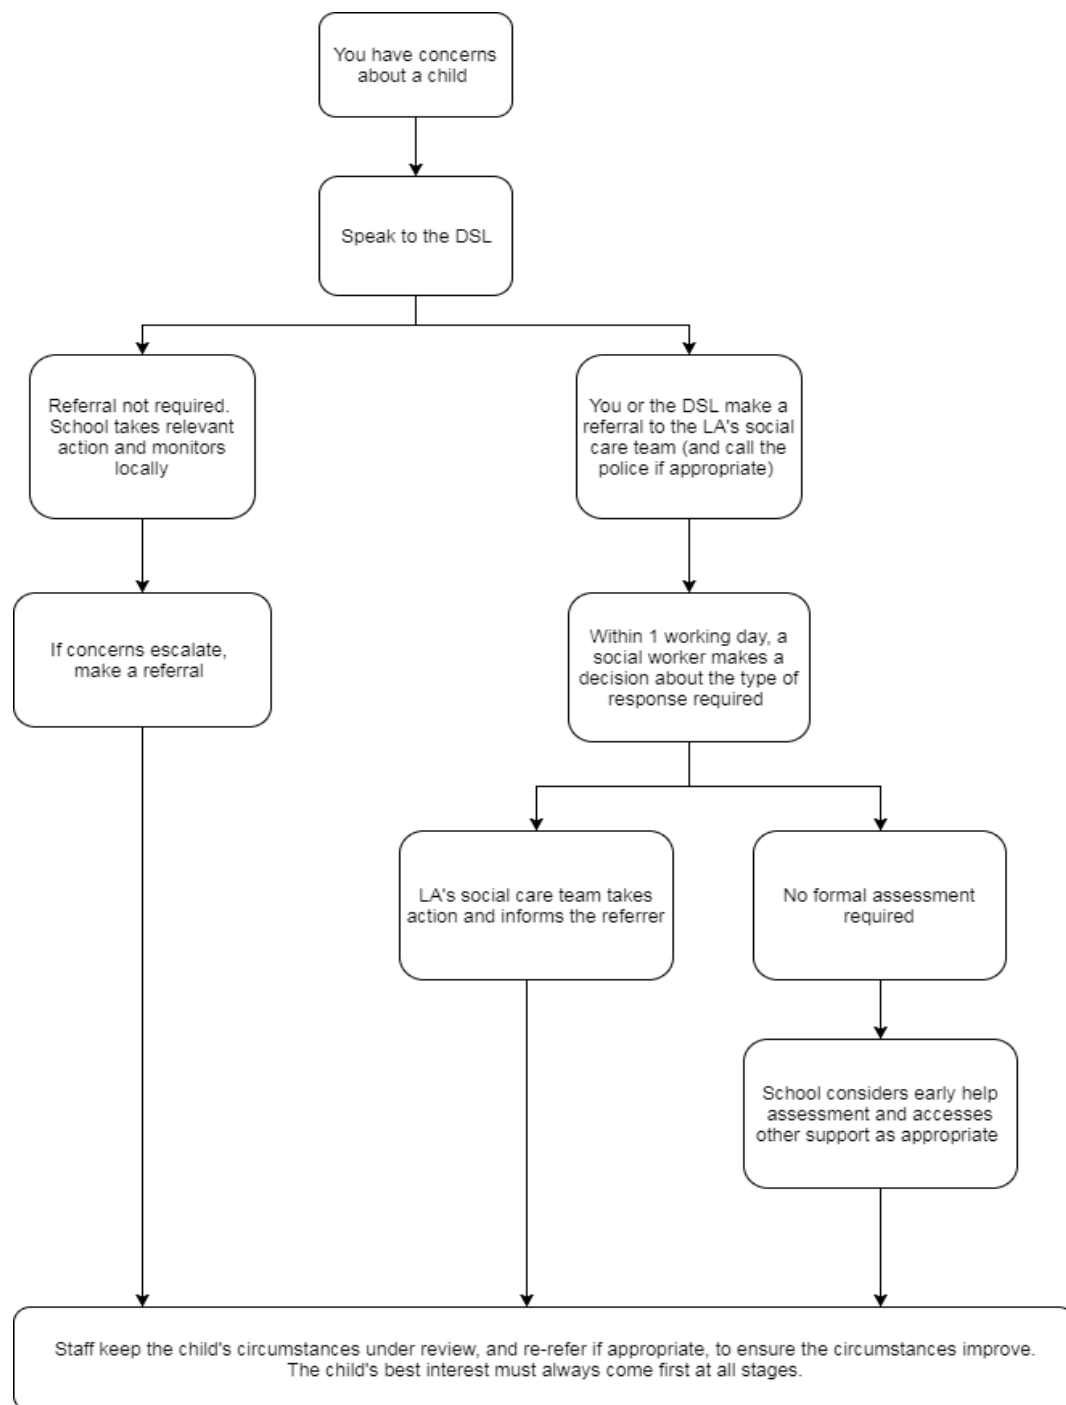 You have concerns
about a child
Speak to the DSL
Referral not required.
School takes relevant
action and monitors
locally
You or the DSL make a
referral to the LA's social
care team (and call the
police if appropriate)
If concerns escalate,
make a referral
Within 1 working day, a
social worker makes a
decision about the type of
response required
LA's social care team takes
action and informs the referrer
No formal assessment
required
School considers early help
assessment and accesses
other support as appropriate
Staff keep the child's circumstances under review, and re-refer if appropriate, to ensure the circumstances improve.
The child's best interest must always come first at all stages.